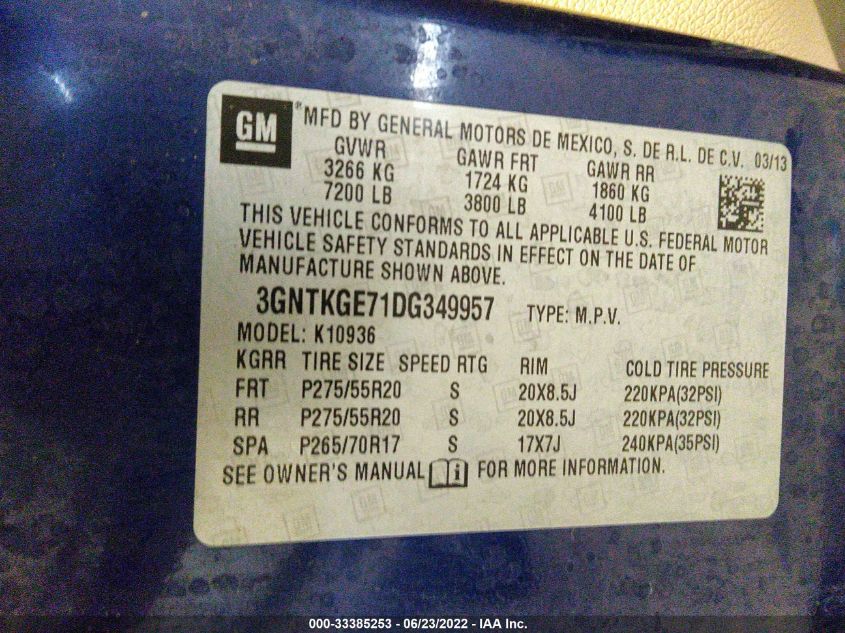 GM
MFD BY GENERAL MOTORS DE MEXICO, S. DE R.L. DE C.V. 03/13
GVWR GAWR FRT GAWR RR
3266 KG 1724 KG 1860 KG
7200 LB 3800 LB 4100 LB
THIS VEHICLE CONFORMS TO ALL APPLICABLE U.S. FEDERAL MOTOR
VEHICLE SAFETY STANDARDS IN EFFECT ON THE DATE OF
MANUFACTURE SHOWN ABOVE.
3GNTKGE71DG349957 TYPE: M.P.V.
MODEL: K10936
KGRR TIRE SIZE SPEED RTG RIM COLD TIRE PRESSURE
FRT P275/55R20 S 20X8.5J 220KPA(32PSI)
RR P275/55R20 S 20X8.5J 220KPA(32PSI)
SPA P265/70R17 S 17X7J 240KPA(35PSI)
SEE OWNER'S MANUAL i FOR MORE INFORMATION.
000-33385253 - 06/23/2022 - IAA Inc.